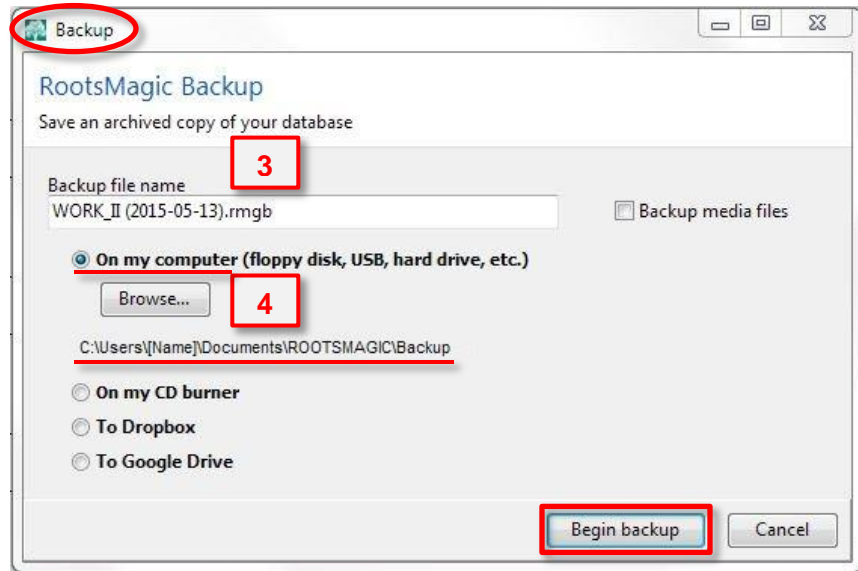 Backup
RootsMagic Backup
Save an archived copy of your database
3
Backup file name
WORK_II (2015-05-13).rmgb
Backup media files
On my computer (floppy disk, USB, hard drive, etc.)
Browse...
4
C:\Users\[Name]\Documents\ROOTSMAGIC\Backup
On my CD burner
To Dropbox
To Google Drive
Begin backup
Cancel